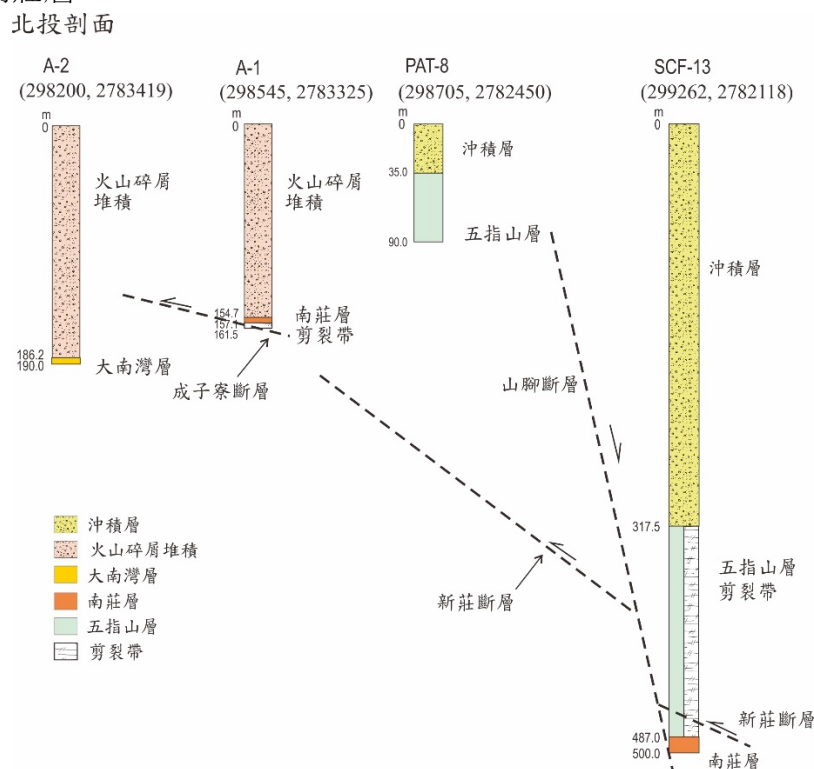 北投剖面
A-2
(298200, 2783419)
A-1
(298545, 2783325)
PAT-8
(298705, 2782450)
SCF-13
(299262, 2782118)
m
0
火山碎屑
堆積
186.2
190.0
大南灣層
m
0
火山碎屑
堆積
154.7
157.1
161.5
南莊層
剪裂帶
成子寮斷層
m
0
沖積層
35.0
90.0
五指山層
山腳斷層
新莊斷層
m
0
沖積層
317.5
五指山層
剪裂帶
新莊斷層
487.0
500.0
南莊層
沖積層
火山碎屑堆積
大南灣層
南莊層
五指山層
剪裂帶